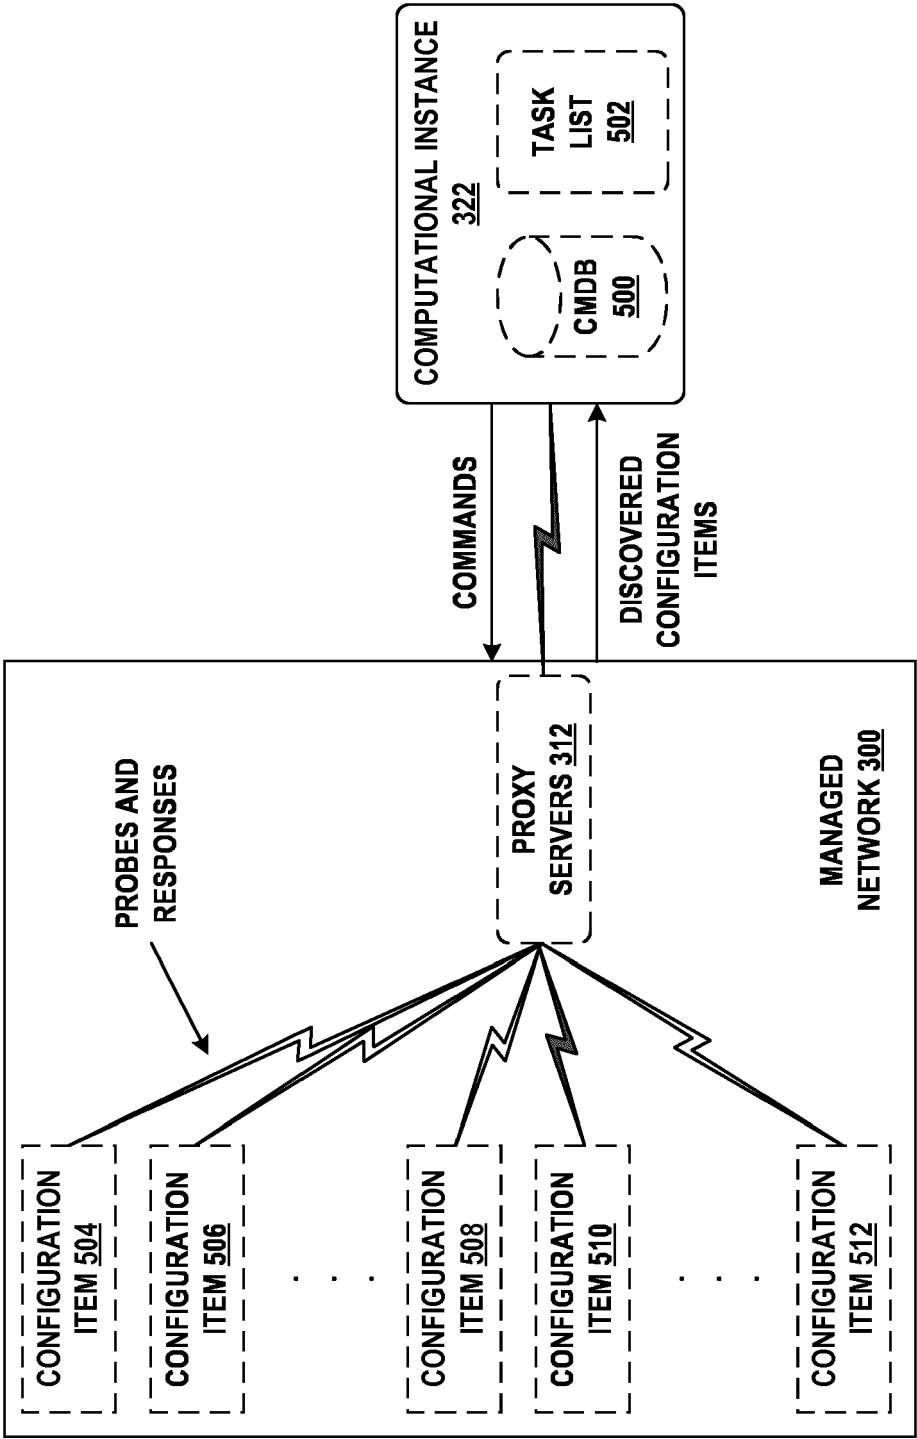 COMPUTATIONAL INSTANCE
322
CMDB
500
TASK
LIST
502
COMMANDS
DISCOVERED
CONFIGURATION
ITEMS
PROBES AND
RESPONSES
PROXY
SERVERS 312
MANAGED
NETWORK 300
CONFIGURATION
ITEM 504
CONFIGURATION
ITEM 506
. . .
CONFIGURATION
ITEM 508
CONFIGURATION
ITEM 510
. . .
CONFIGURATION
ITEM 512